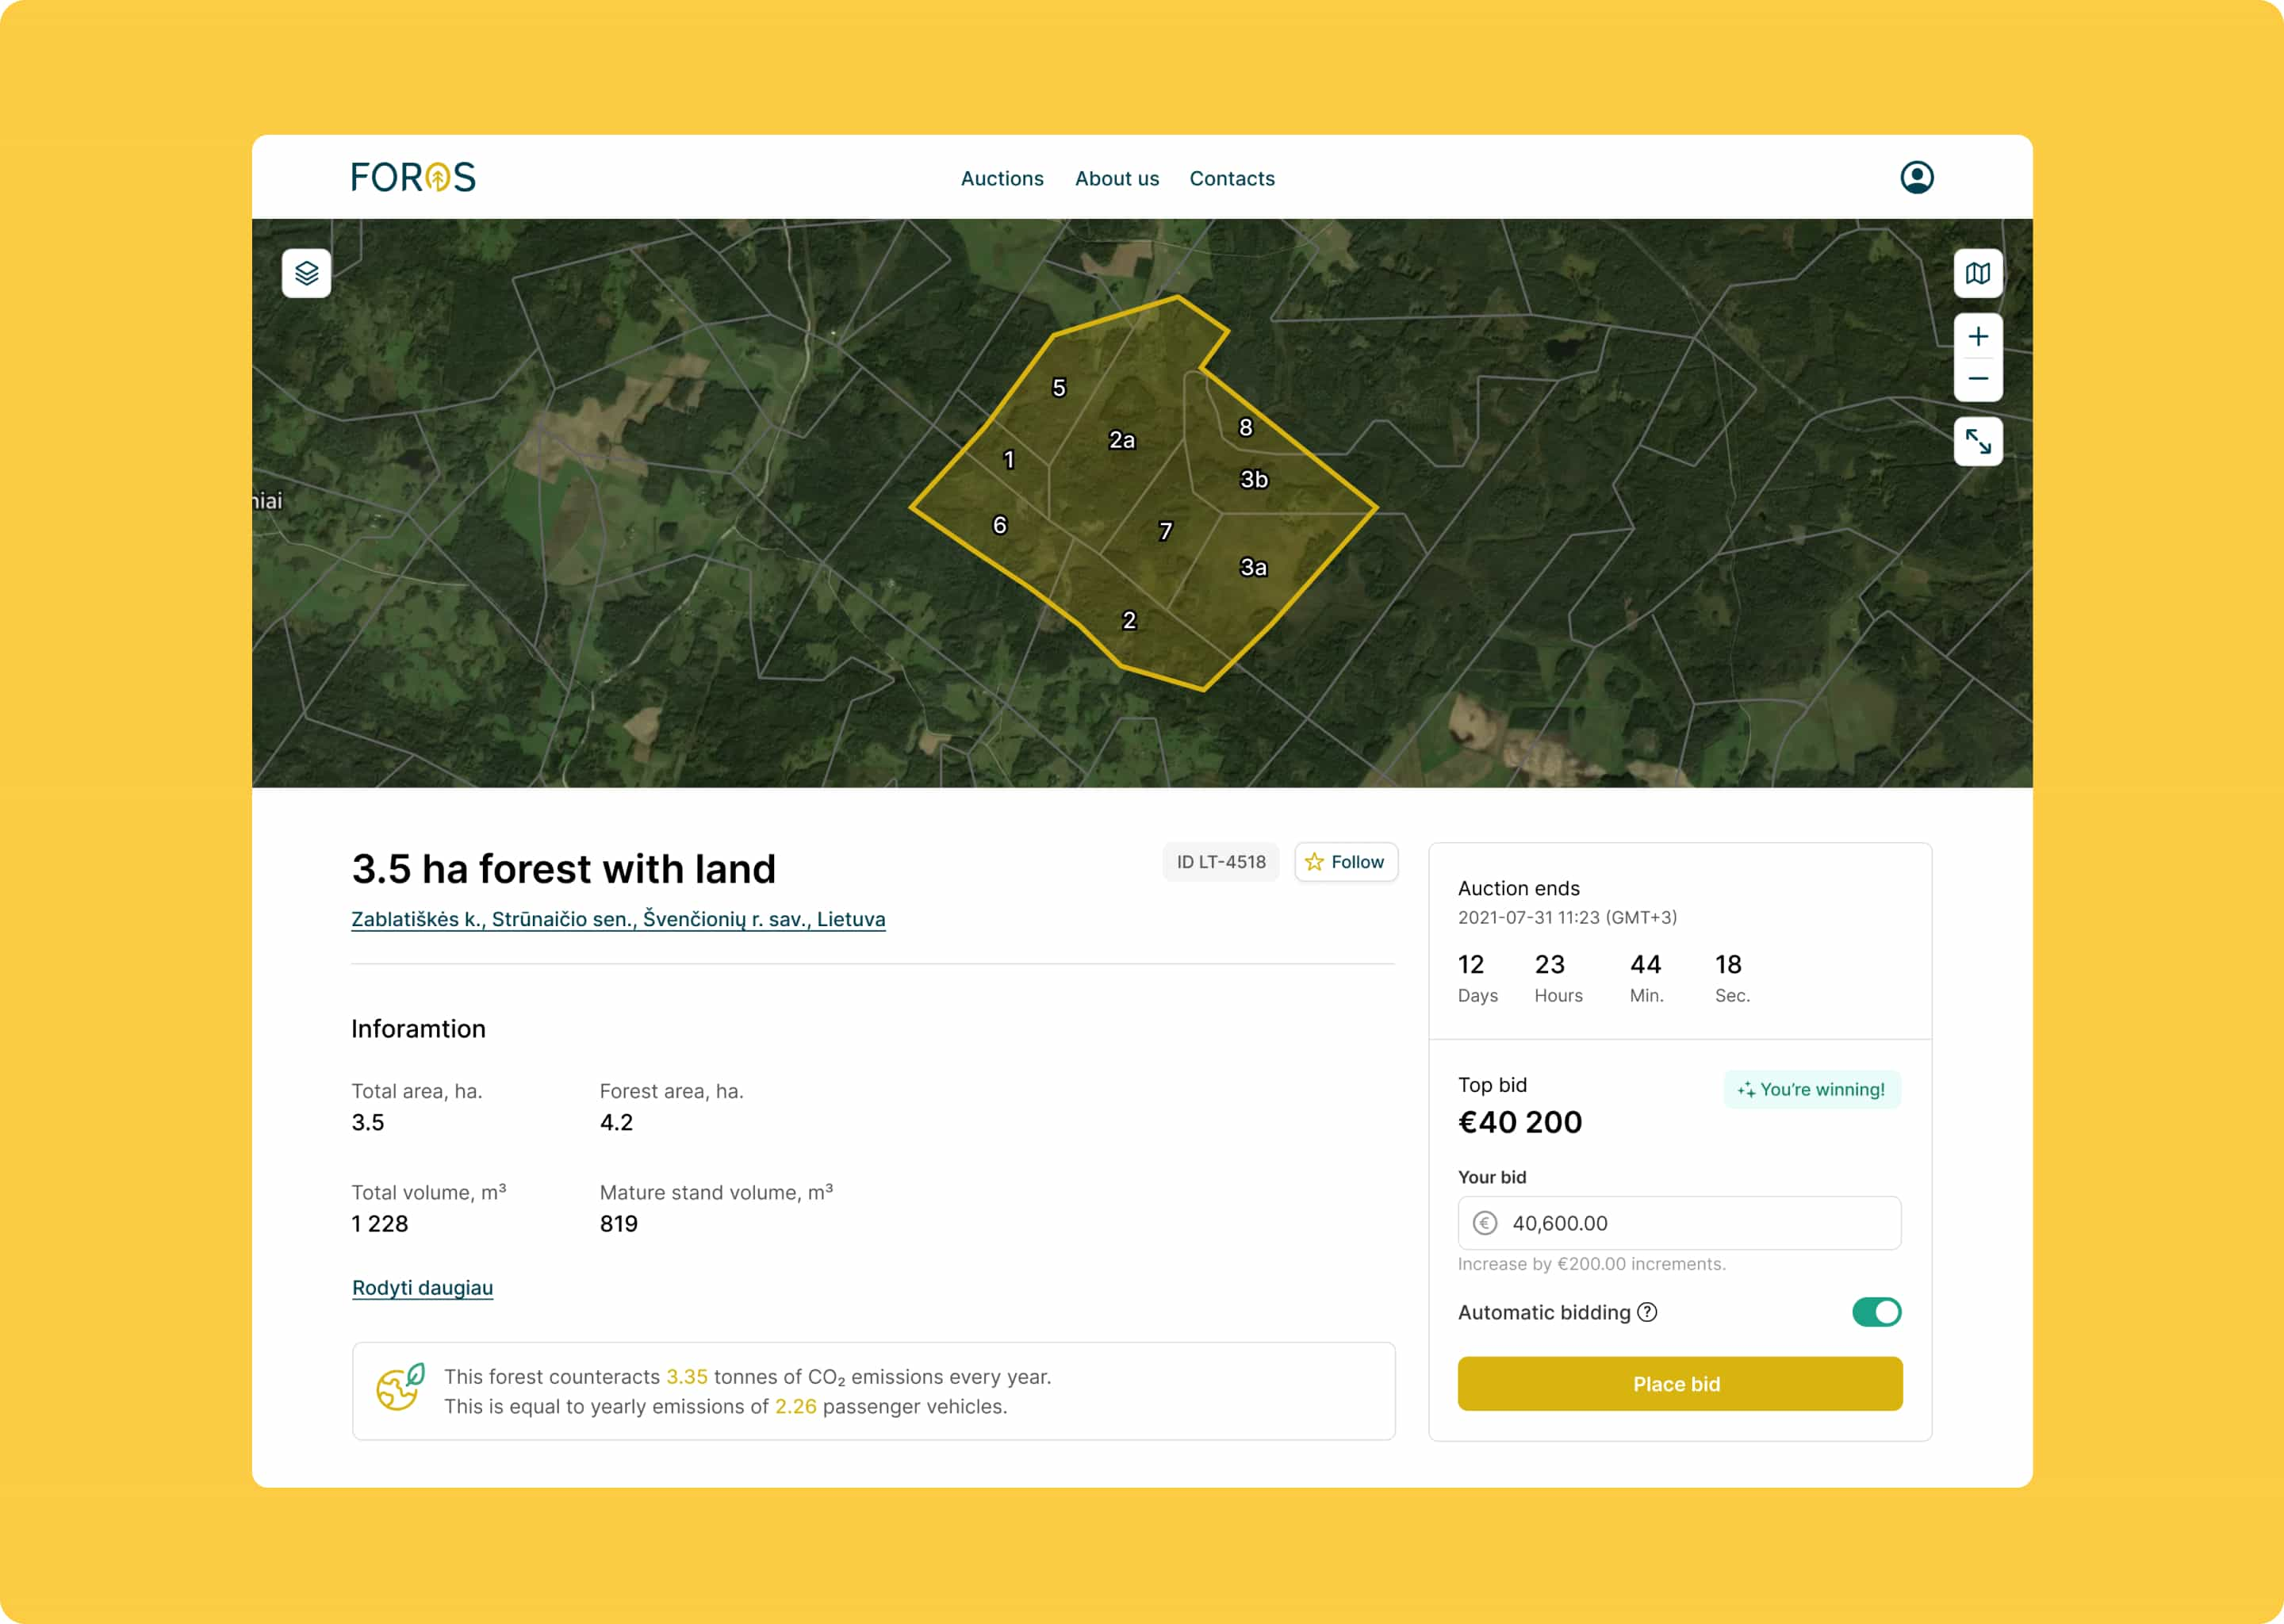 FOROS
Auctions About us Contacts
5
8
2a
1
3b
niai
6
7
3a
2
3.5 ha forest with land
ID LT-4518
Follow
Zablatiškės k., Strūnaičio sen., Švenčionių r. sav., Lietuva
Inforamtion
Total area, ha.
3.5
Forest area, ha.
4.2
Total volume, m³
1 228
Mature stand volume, m³
819
Rodyti daugiau
This forest counteracts 3.35 tonnes of CO₂ emissions every year.
This is equal to yearly emissions of 2.26 passenger vehicles.
Auction ends
2021-07-31 11:23 (GMT+3)
12 23 44 18
Days Hours Min. Sec.
Top bid
You're winning!
€40 200
Your bid
€ 40,600.00
Increase by €200.00 increments.
Automatic bidding ?
Place bid